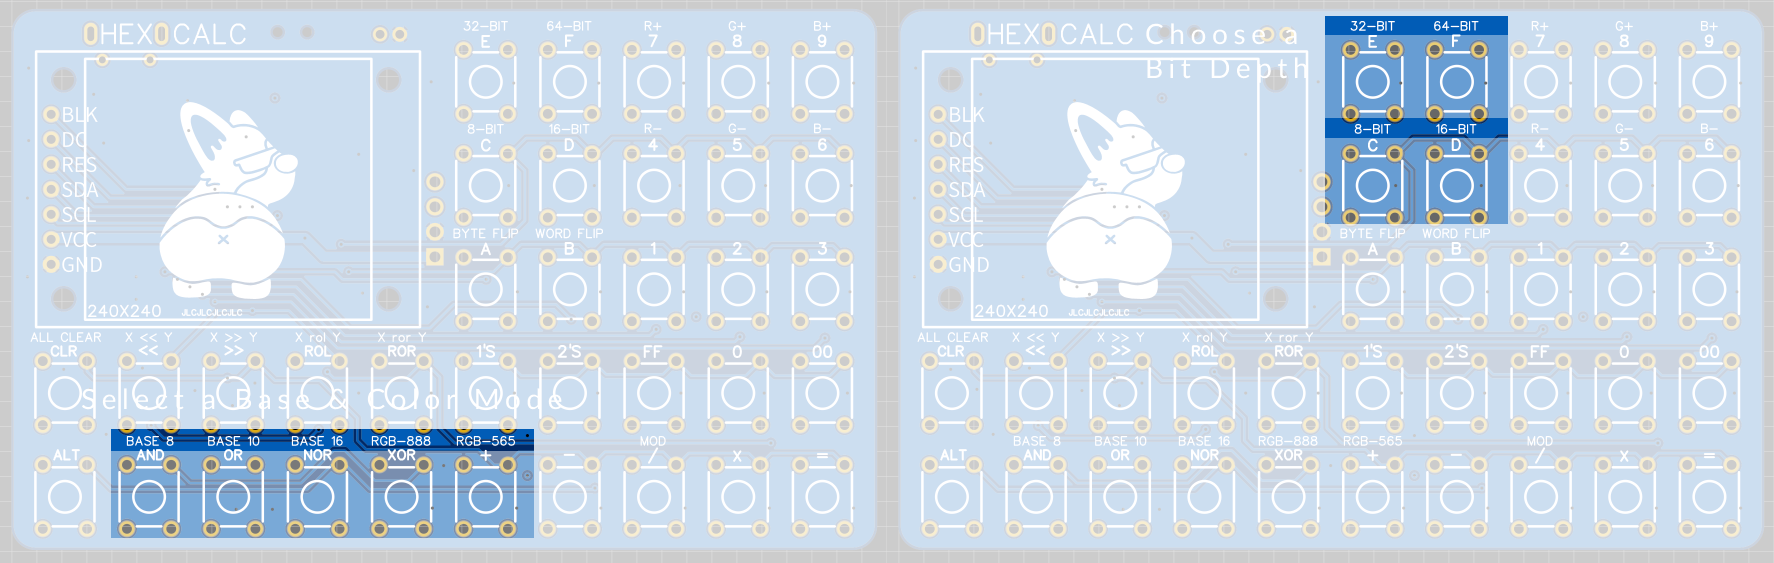 0HEX0CALC
32-BIT 64-BIT R+ G+ B+
E F 7 8 9
BLK
DC
RES
SDA
SCL
VCC
GND
8-BIT 16-BIT R- G- B-
C D 4 5 6
BYTE FLIP WORD FLIP
A B 1 2 3
240X240
JLCJLCJLCJLC
ALL CLEAR X << Y X >> Y X rol Y X ror Y
CLR << >> ROL ROR 1'S 2'S FF 0 00
Select a Base & Color Mode
BASE 8 BASE 10 BASE 16 RGB-888 RGB-565 MOD
ALT AND OR NOR XOR + - / x =
0HEX0CALC
Choose a
Bit Depth
32-BIT 64-BIT R+ G+ B+
E F 7 8 9
BLK
DC
RES
SDA
SCL
VCC
GND
8-BIT 16-BIT R- G- B-
C D 4 5 6
BYTE FLIP WORD FLIP
A B 1 2 3
240X240
JLCJLCJLCJLC
ALL CLEAR X << Y X >> Y X rol Y X ror Y
CLR << >> ROL ROR 1'S 2'S FF 0 00
BASE 8 BASE 10 BASE 16 RGB-888 RGB-565 MOD
ALT AND OR NOR XOR + - / x =